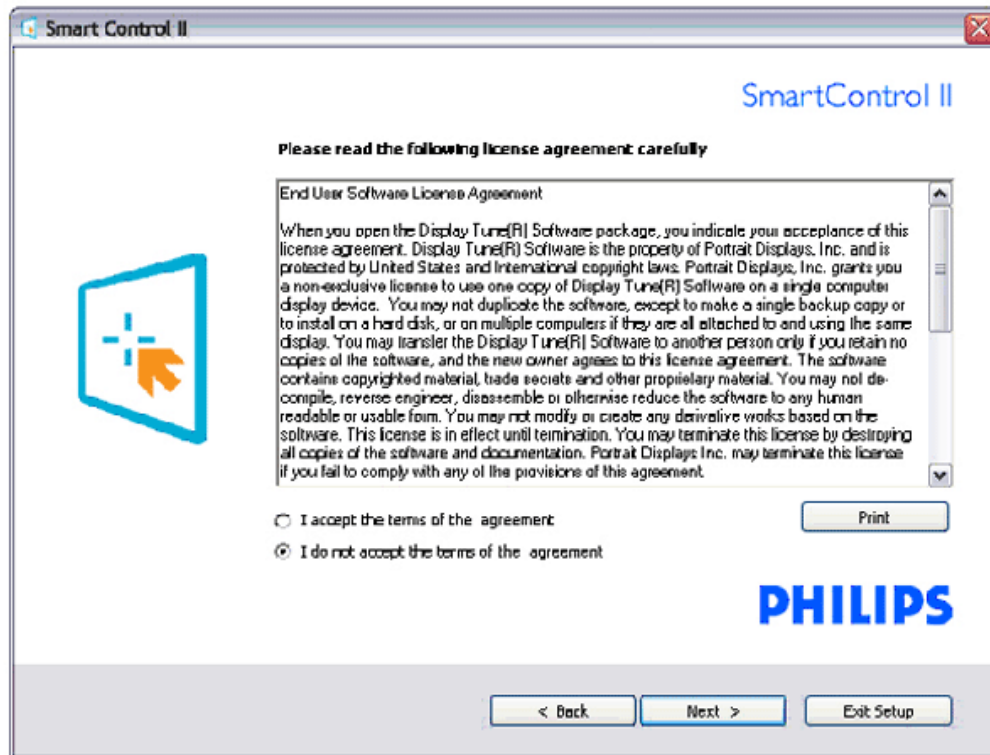 Smart Control II
SmartControl II
Please read the following license agreement carefully
End User Software License Agreement
When you open the Display Tune(R) Software package, you indicate your acceptance of this
license agreement. Display Tune(R) Software is the property of Portrait Displays, Inc. and is
protected by United States and International copyright laws. Portrait Displays, Inc. grants you
a non-exclusive license to use one copy of Display Tune(R) Software on a single computer
display device. You may not duplicate the software, except to make a single backup copy or
to install on a hard disk, or on multiple computers if they are all attached to and using the same
display. You may transfer the Display Tune(R) Software to another person only if you retain no
copies of the software, and the new owner agrees to this license agreement. The software
contains copyrighted material, trade secrets and other proprietary material. You may not de-
compile, reverse engineer, disassemble or otherwise reduce the software to any human
readable or usable form. You may not modify or create any derivative works based on the
software. This license is in effect until termination. You may terminate this license by destroying
all copies of the software and documentation. Portrait Displays Inc. may terminate this license
if you fail to comply with any of the provisions of this agreement.
I accept the terms of the agreement
Print
I do not accept the terms of the agreement
PHILIPS
< Back
Next >
Exit Setup